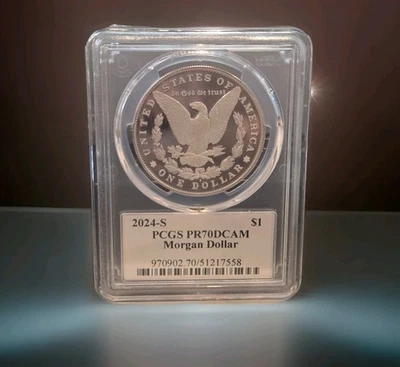 UNITED STATES OF AMERICA
In God we trust
ONE DOLLAR
2024-S $1
PCGS PR70DCAM
Morgan Dollar
970902.70/51217558